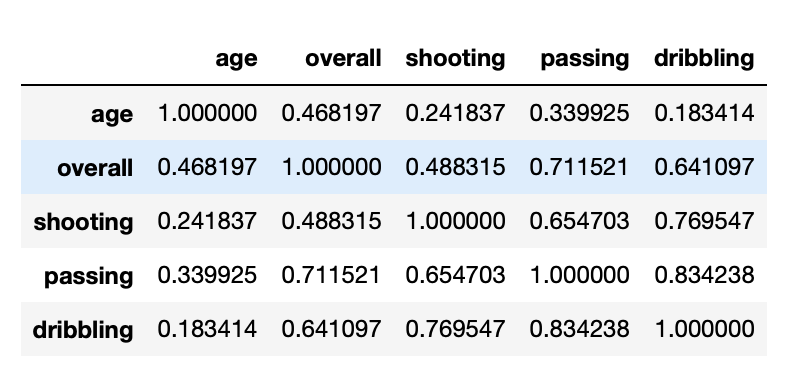 age overall shooting passing dribbling
age 1.000000 0.468197 0.241837 0.339925 0.183414
overall 0.468197 1.000000 0.488315 0.711521 0.641097
shooting 0.241837 0.488315 1.000000 0.654703 0.769547
passing 0.339925 0.711521 0.654703 1.000000 0.834238
dribbling 0.183414 0.641097 0.769547 0.834238 1.000000